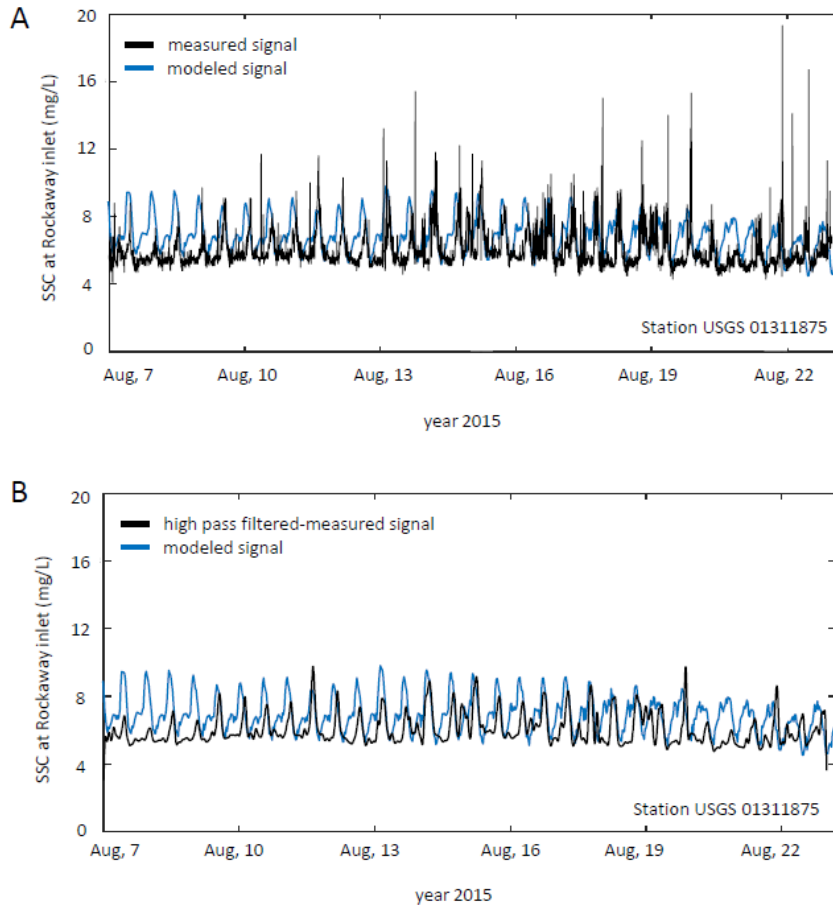 A
20
measured signal
modeled signal
16
12
8
4
0
SSC at Rockaway inlet (mg/L)
Station USGS 01311875
Aug, 7 Aug, 10 Aug, 13 Aug, 16 Aug, 19 Aug, 22
year 2015
B
20
high pass filtered-measured signal
modeled signal
16
12
8
4
0
SSC at Rockaway inlet (mg/L)
Station USGS 01311875
Aug, 7 Aug, 10 Aug, 13 Aug, 16 Aug, 19 Aug, 22
year 2015